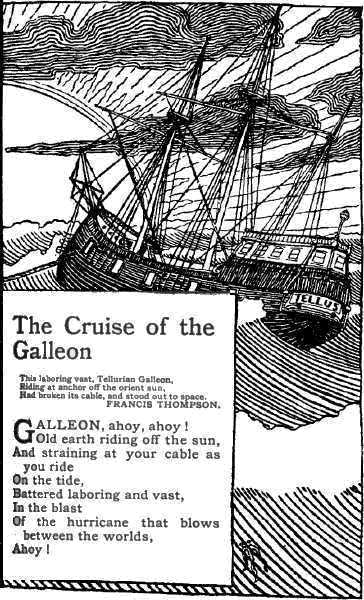 TELLUS
The Cruise of the
Galleon
This laboring vast, Tellurian Galleon,
Riding at anchor off the orient sun,
Had broken its cable, and stood out to space.
FRANCIS THOMPSON.
GALLEON, ahoy, ahoy !
Old earth riding off the sun,
And straining at your cable as
you ride
On the tide,
Battered laboring and vast,
In the blast
Of the hurricane that blows
between the worlds,
Ahoy !